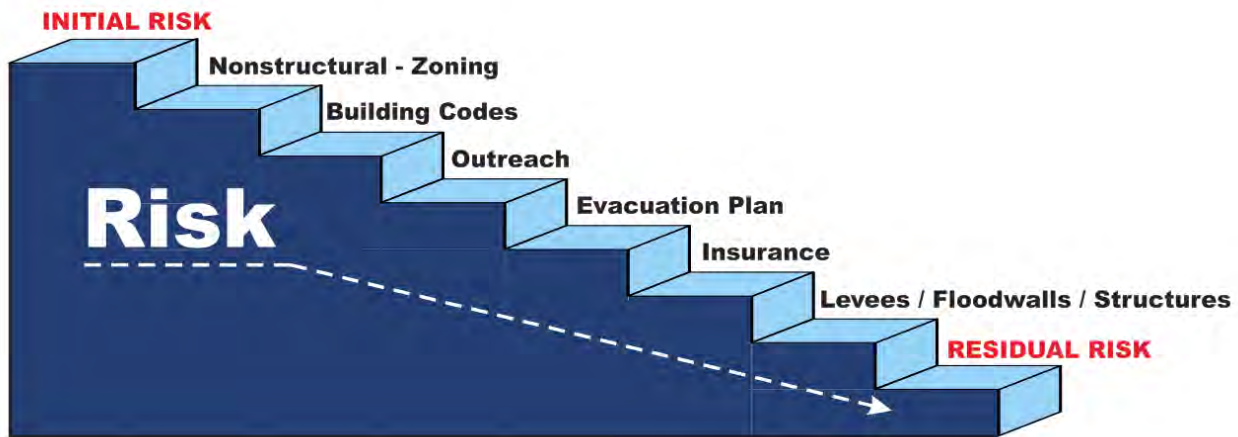 INITIAL RISK
Nonstructural - Zoning
Building Codes
Outreach
Risk
Evacuation Plan
Insurance
Levees / Floodwalls / Structures
RESIDUAL RISK